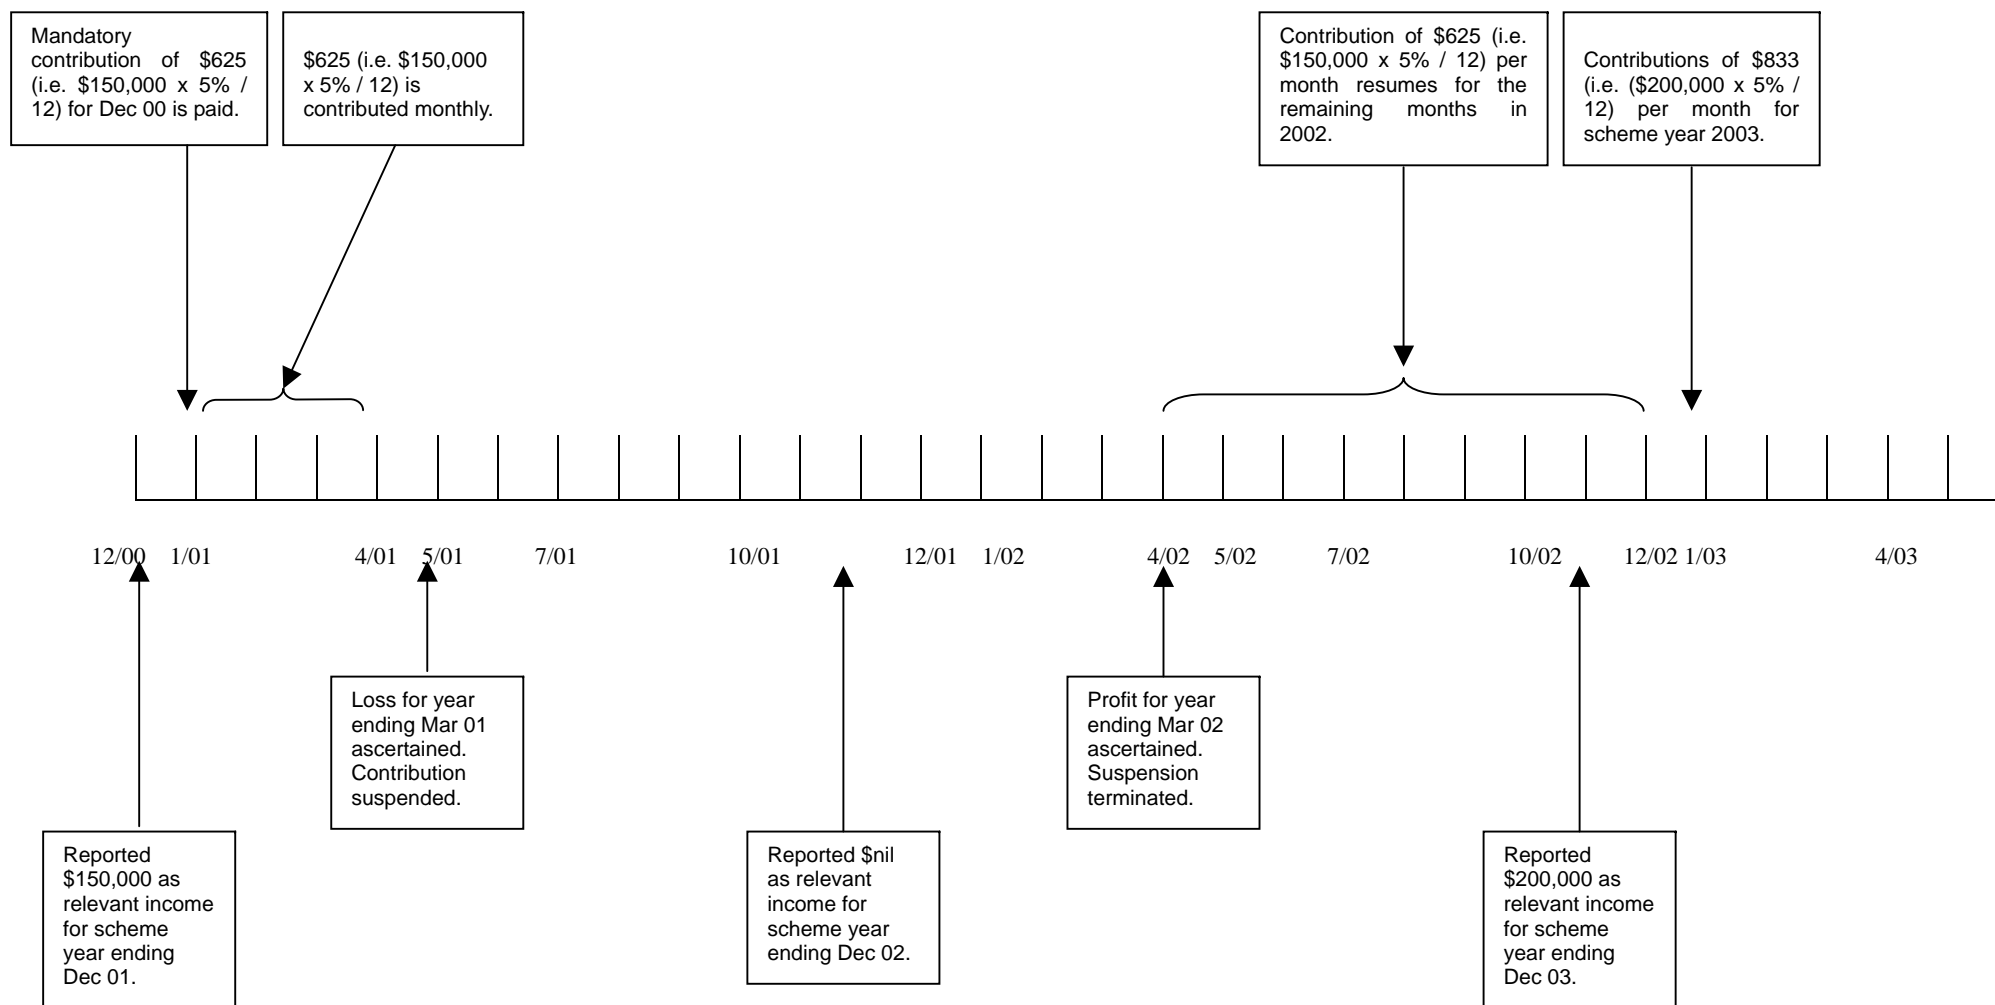 Mandatory
contribution of $625
(i.e. $150,000 x 5% /
12) for Dec 00 is paid.
$625 (i.e. $150,000
x 5% / 12) is
contributed monthly.
Contribution of $625 (i.e.
$150,000 x 5% / 12) per
month resumes for the
remaining months in
2002.
Contributions of $833
(i.e. ($200,000 x 5% /
12) per month for
scheme year 2003.
12/00 1/01 4/01 5/01 7/01 10/01 12/01 1/02 4/02 5/02 7/02 10/02 12/02 1/03 4/03
Loss for year
ending Mar 01
ascertained.
Contribution
suspended.
Profit for year
ending Mar 02
ascertained.
Suspension
terminated.
Reported
$150,000 as
relevant income
for scheme
year ending
Dec 01.
Reported $nil
as relevant
income for
scheme year
ending Dec 02.
Reported
$200,000 as
relevant income
for scheme
year ending
Dec 03.